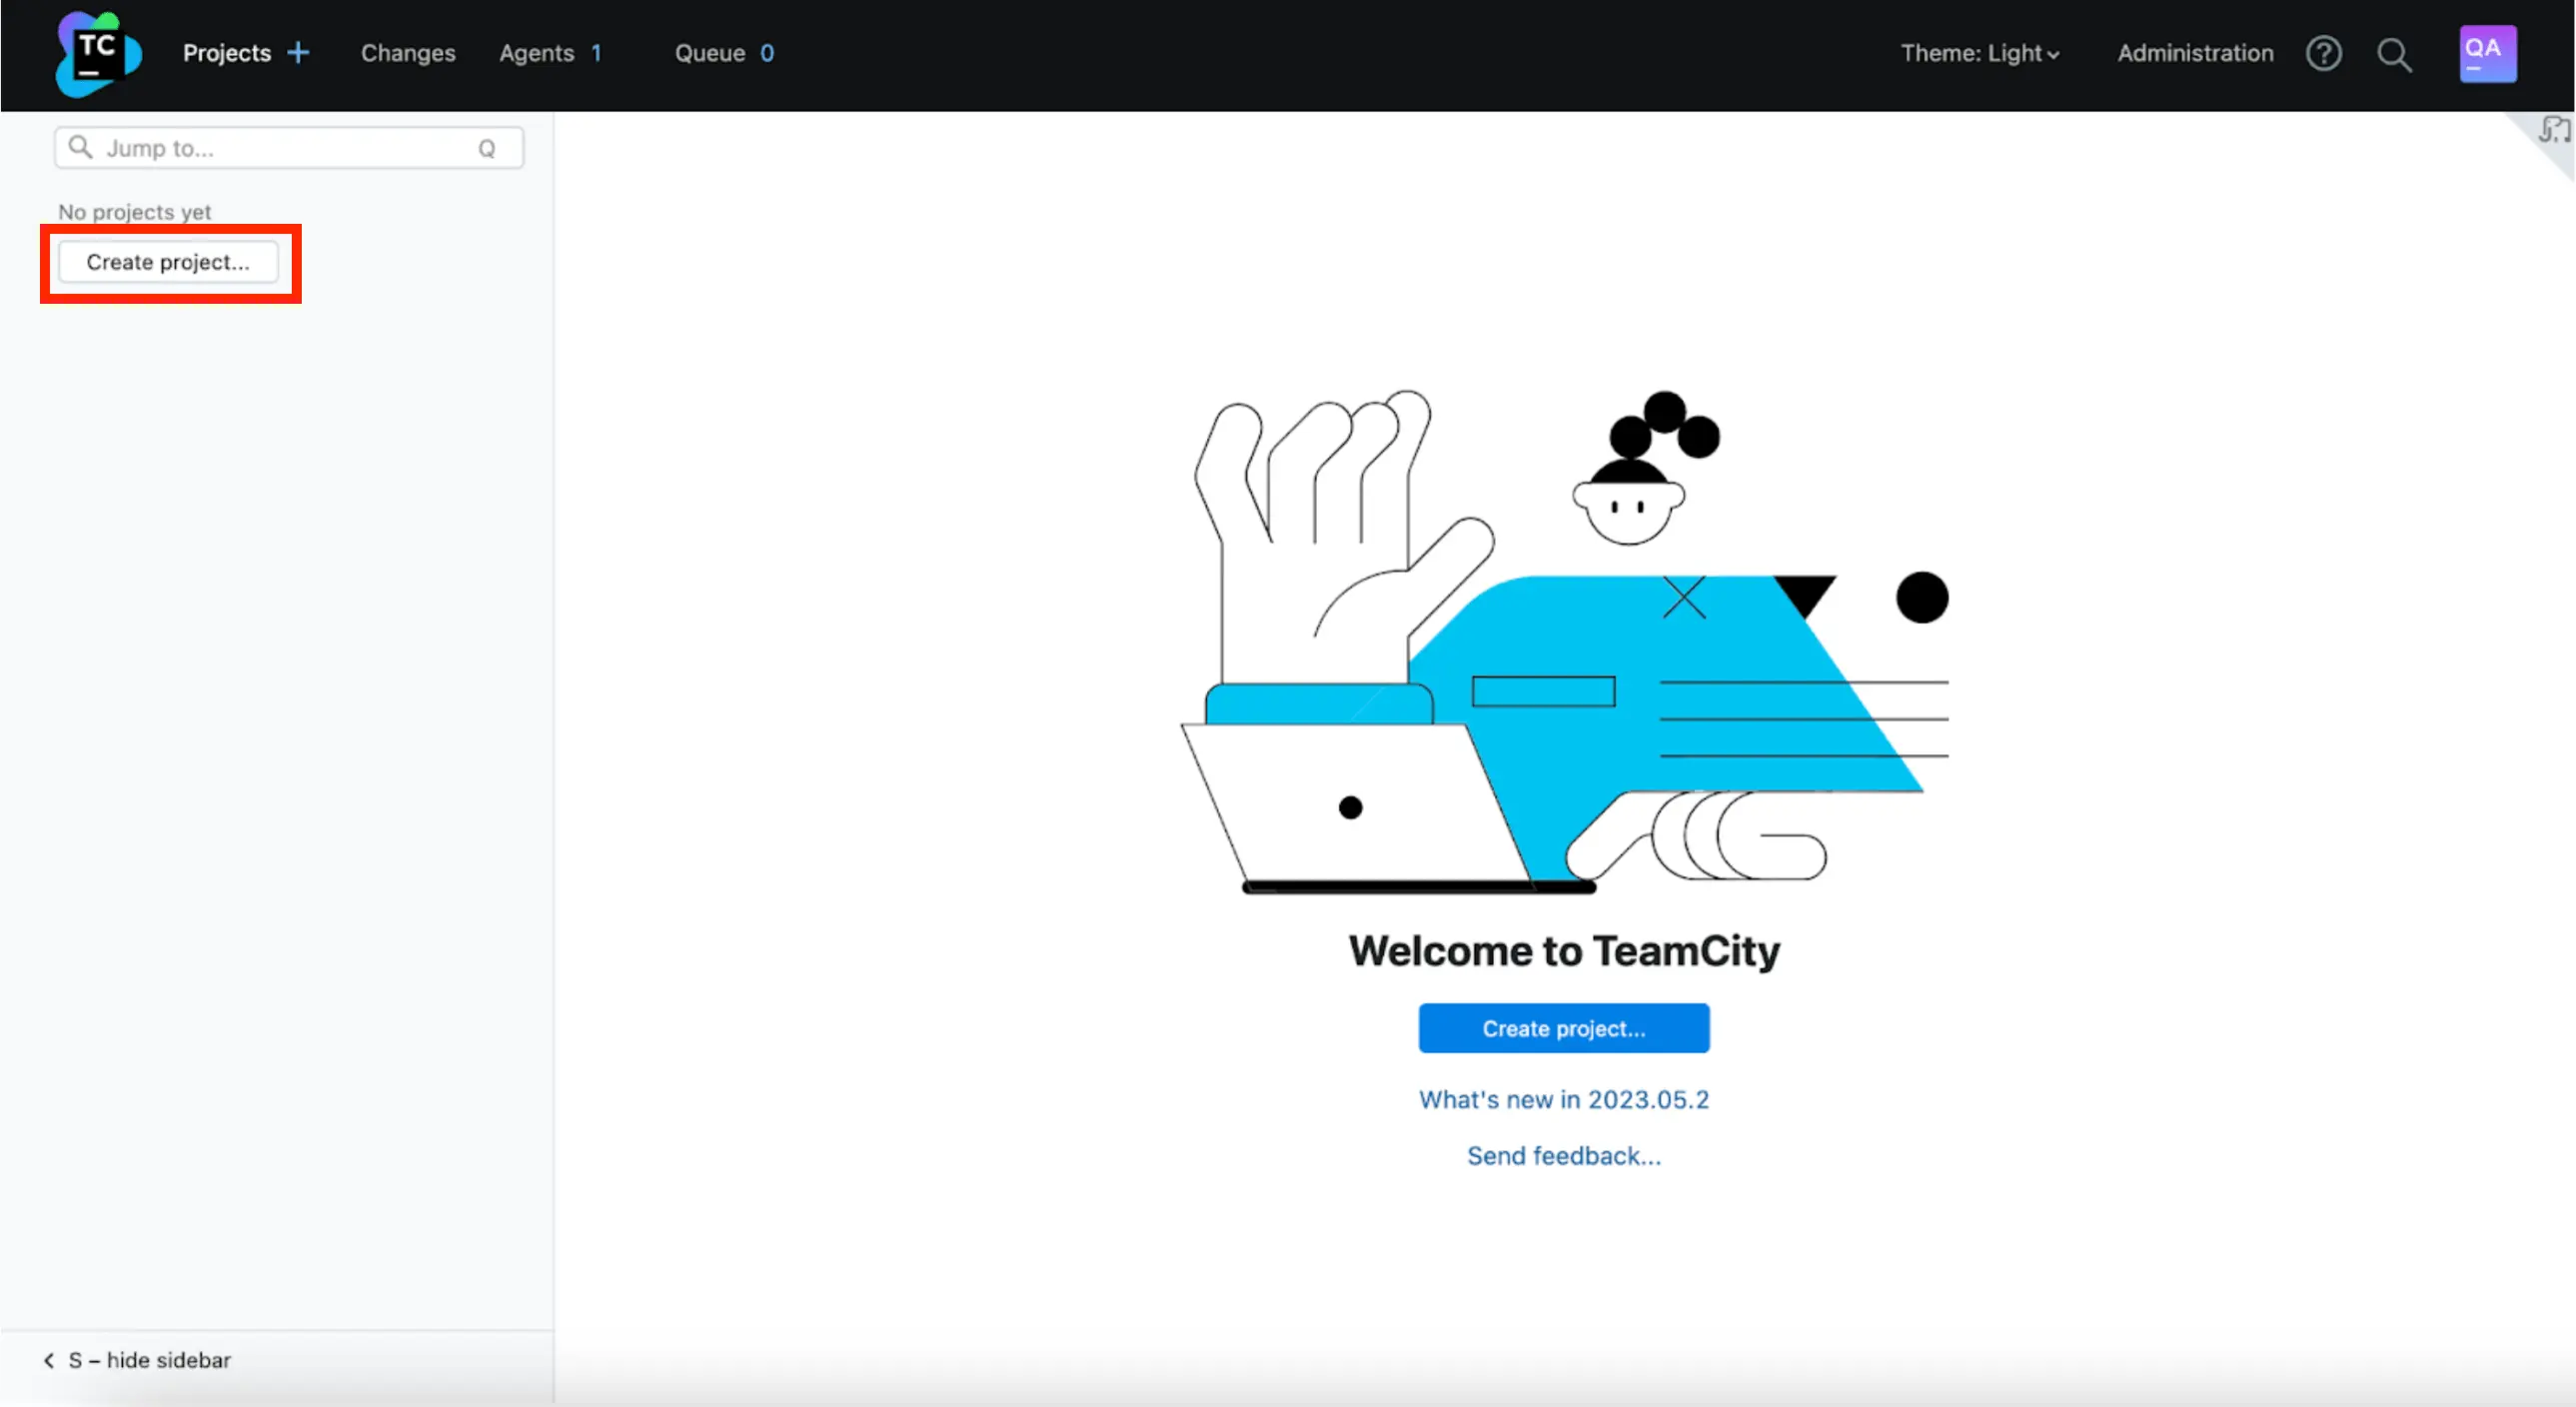 TC
Projects +
Changes
Agents 1
Queue 0
Theme: Light
Administration
?
QA
Jump to...
Q
No projects yet
Create project...
Welcome to TeamCity
Create project...
What's new in 2023.05.2
Send feedback...
S – hide sidebar